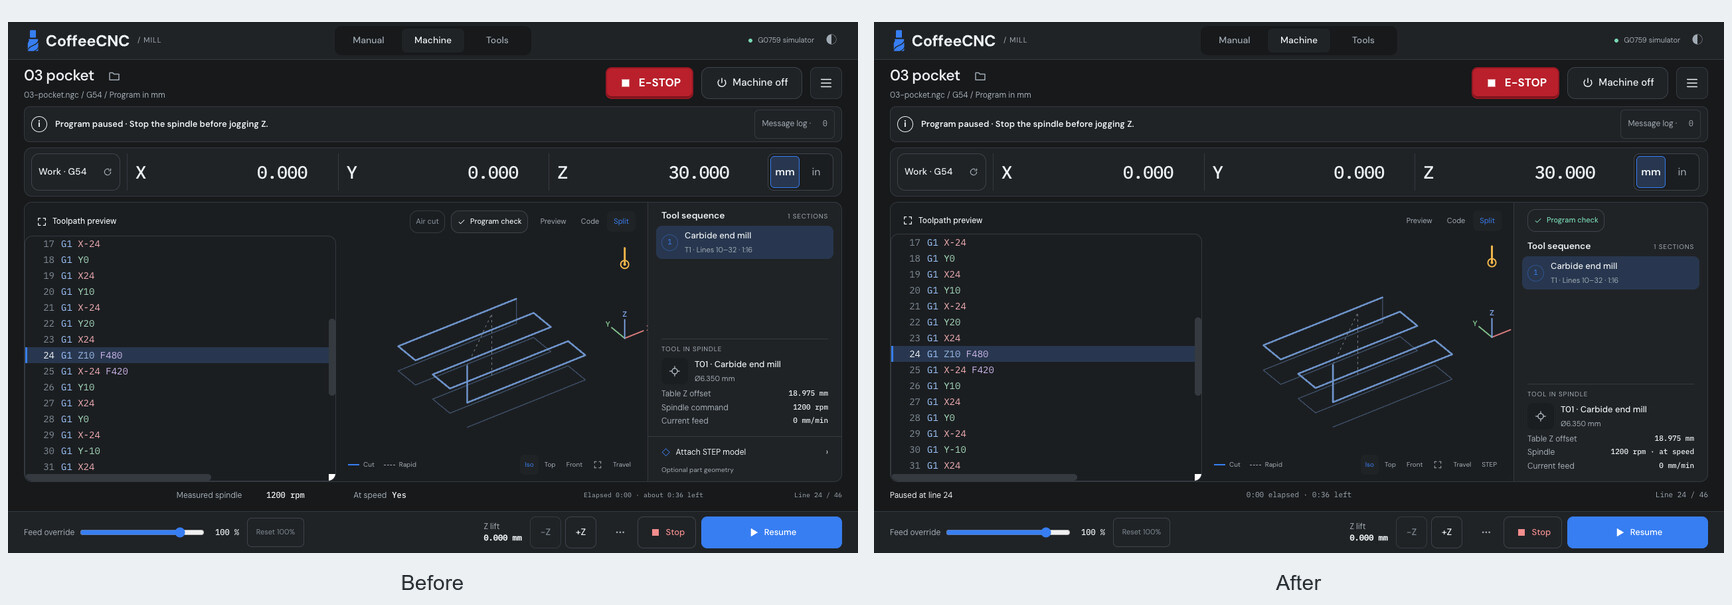 CoffeeCNC / MILL Manual Machine Tools G0759 simulator
03 pocket E-STOP Machine off
03-pocket.ngc / G54 / Program in mm
Program paused · Stop the spindle before jogging Z. Message log · 0
Work · G54 X 0.000 Y 0.000 Z 30.000 mm in
Toolpath preview Air cut Program check Preview Code Split
17 G1 X-24
18 G1 Y0
19 G1 X24
20 G1 Y10
21 G1 X-24
22 G1 Y20
23 G1 X24
24 G1 Z10 F480
25 G1 X-24 F420
26 G1 Y10
27 G1 X24
28 G1 Y0
29 G1 X-24
30 G1 Y-10
31 G1 X24
Z
Y
Cut Rapid Iso Top Front Travel
Tool sequence 1 SECTIONS
1 Carbide end mill
T1 · Lines 10–32 · 1:16
TOOL IN SPINDLE
T01 · Carbide end mill
Ø6.350 mm
Table Z offset 18.975 mm
Spindle command 1200 rpm
Current feed 0 mm/min
Attach STEP model ›
Optional part geometry
Measured spindle 1200 rpm At speed Yes Elapsed 0:00 · about 0:36 left Line 24 / 46
Feed override 100 % Reset 100% Z lift 0.000 mm -Z +Z ··· Stop Resume
Before
CoffeeCNC / MILL Manual Machine Tools G0759 simulator
03 pocket E-STOP Machine off
03-pocket.ngc / G54 / Program in mm
Program paused · Stop the spindle before jogging Z. Message log · 0
Work · G54 X 0.000 Y 0.000 Z 30.000 mm in
Toolpath preview Preview Code Split
17 G1 X-24
18 G1 Y0
19 G1 X24
20 G1 Y10
21 G1 X-24
22 G1 Y20
23 G1 X24
24 G1 Z10 F480
25 G1 X-24 F420
26 G1 Y10
27 G1 X24
28 G1 Y0
29 G1 X-24
30 G1 Y-10
31 G1 X24
Z
Y
Cut Rapid Iso Top Front Travel STEP
Program check
Tool sequence 1 SECTIONS
1 Carbide end mill
T1 · Lines 10–32 · 1:16
TOOL IN SPINDLE
T01 · Carbide end mill
Ø6.350 mm
Table Z offset 18.975 mm
Spindle 1200 rpm · at speed
Current feed 0 mm/min
Paused at line 24 0:00 elapsed · 0:36 left Line 24 / 46
Feed override 100 % Reset 100% Z lift 0.000 mm -Z +Z ··· Stop Resume
After